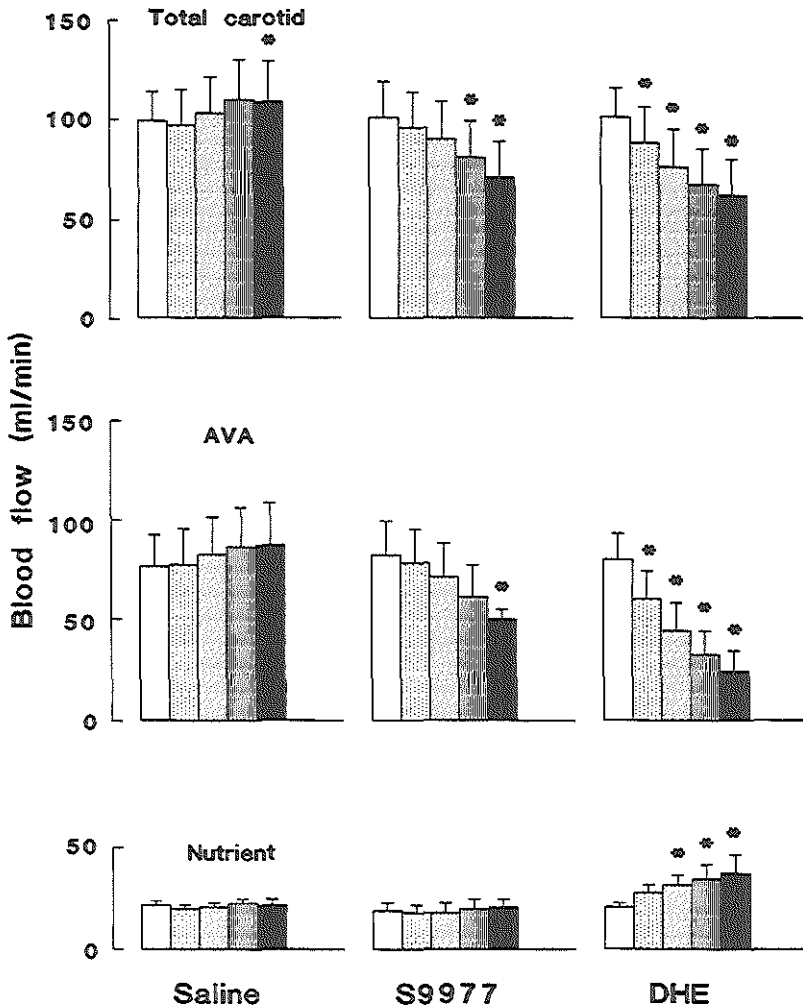 150
Total carotid
*
* *
* * * *
100
50
0
Blood flow (ml/min)
150
AVA
*
* * * *
100
50
0
50
Nutrient
* * *
0
Saline
S9977
DHE